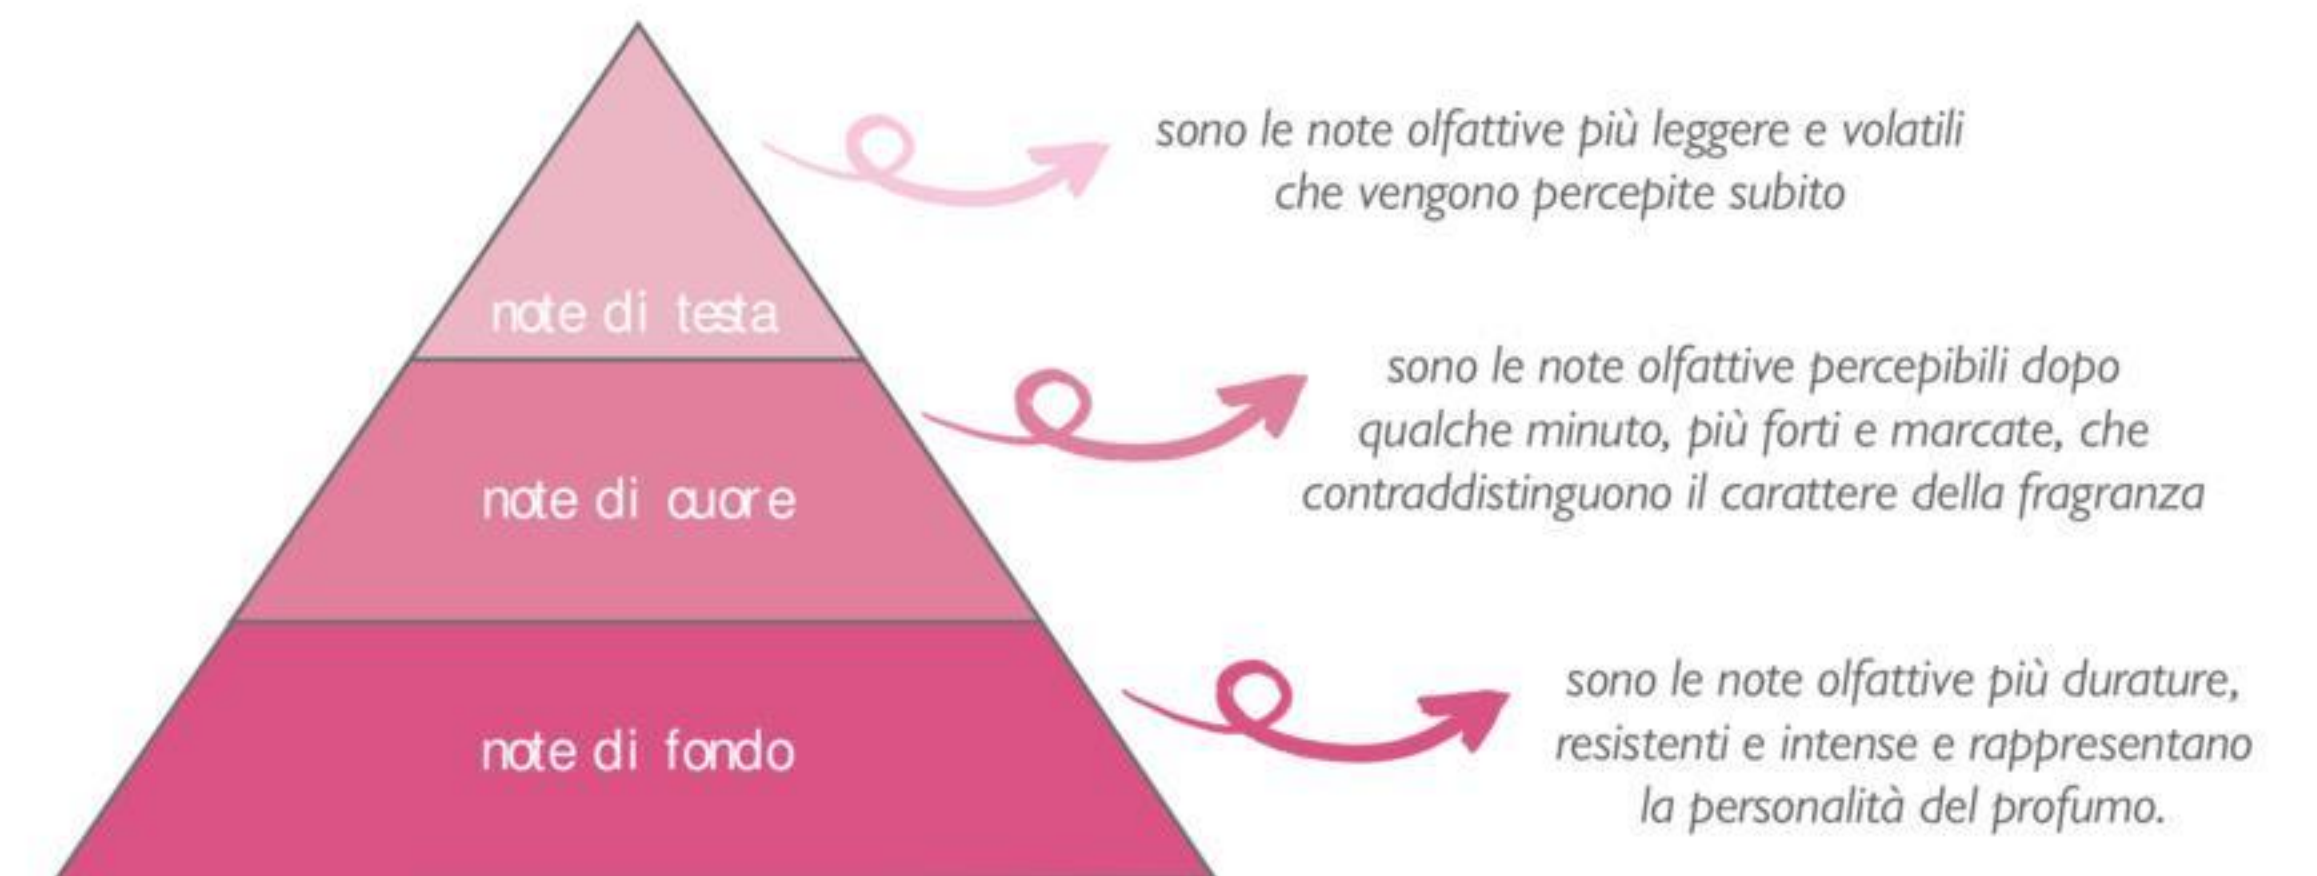 sono le note olfattive più leggere e volatili
che vengono percepite subito
note di testa
sono le note olfattive percepibili dopo
qualche minuto, più forti e marcate, che
contraddistinguono il carattere della fragranza
note di cuore
sono le note olfattive più durature,
resistenti e intense e rappresentano
la personalità del profumo.
note di fondo